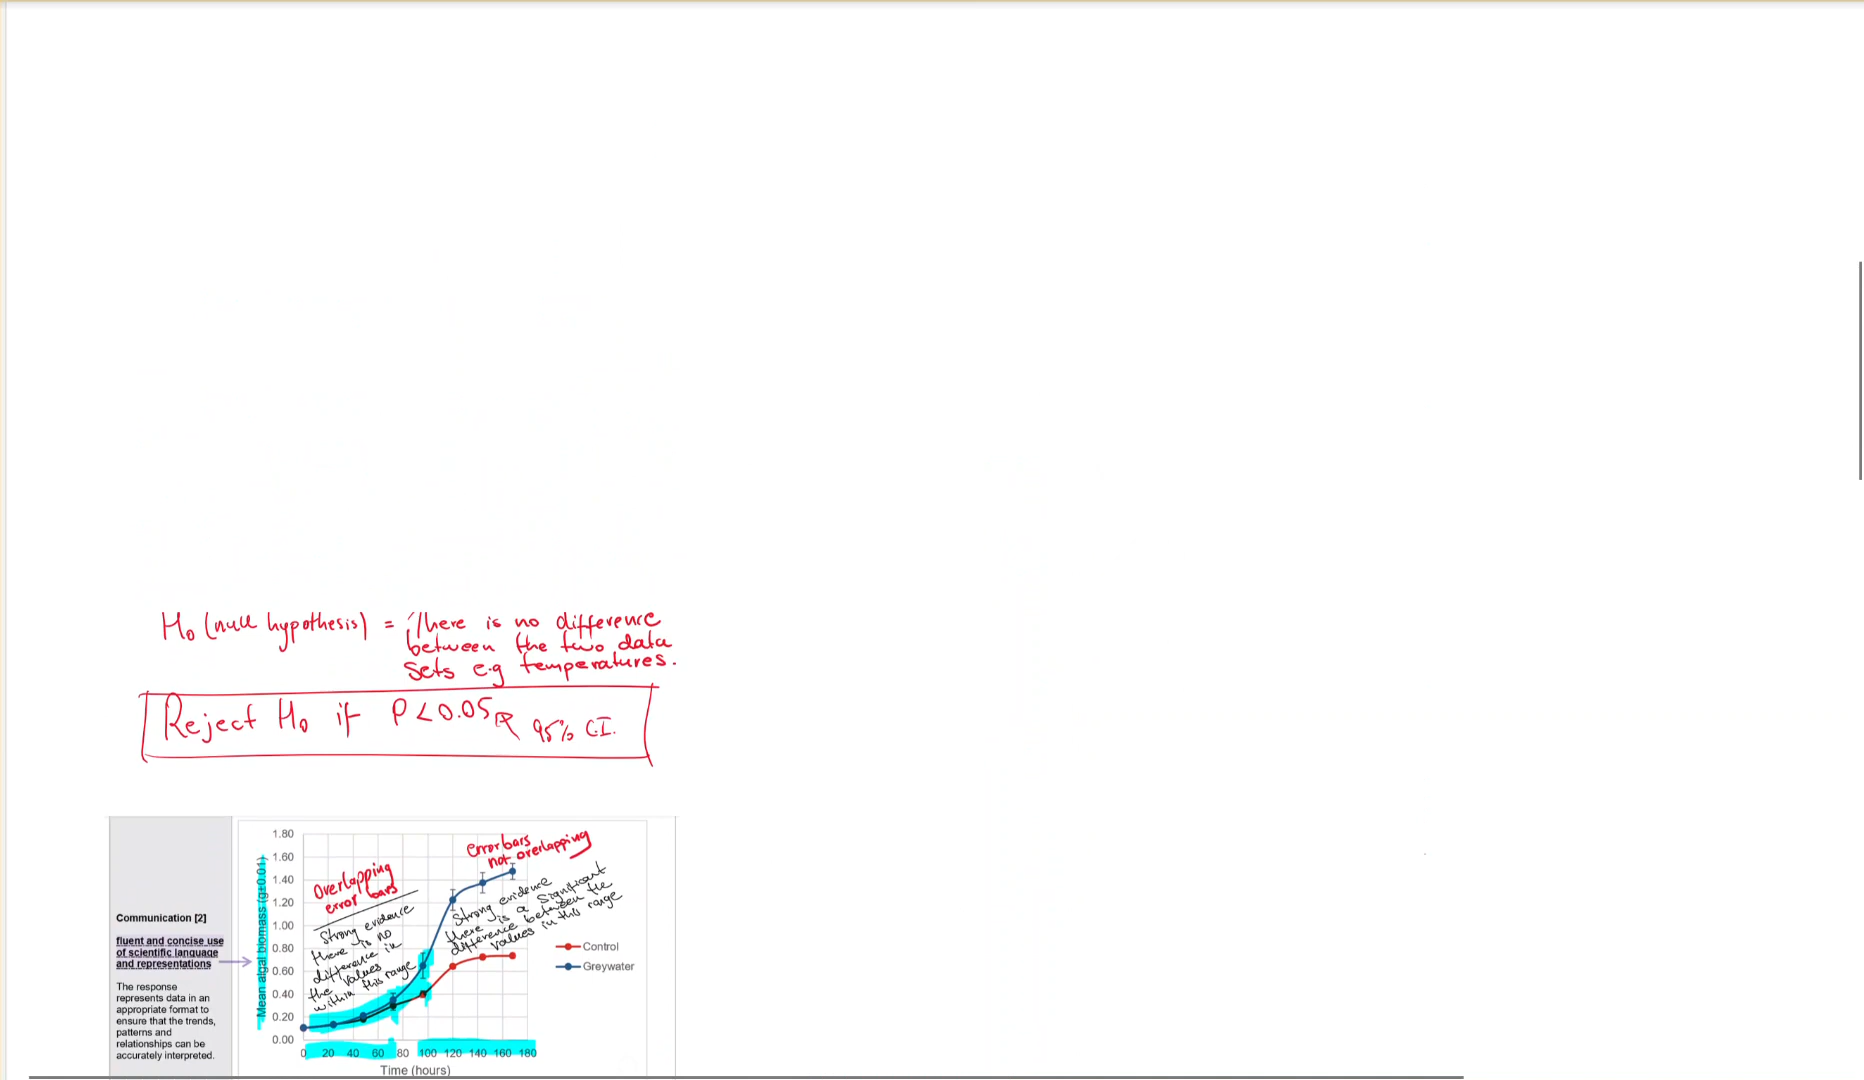 H₀ (null hypothesis) = There is no difference
between the two data
sets e.g temperatures.
Reject H₀ if P<0.05 95% C.I.
Communication [2]
fluent and concise use
of scientific language
and representations
The response
represents data in an
appropriate format to
ensure that the trends,
patterns and
relationships can be
accurately interpreted.
Mean algal biomass (g±0.01)
1.80
1.60
1.40
1.20
1.00
0.80
0.60
0.40
0.20
0.00
0 20 40 60 80 100 120 140 160 180
Time (hours)
Overlapping
error bars
Strong evidence
there is no
difference in
the values
within this range
error bars
not overlapping
Strong evidence
there is a significant
difference between the
values in this range
Control
Greywater